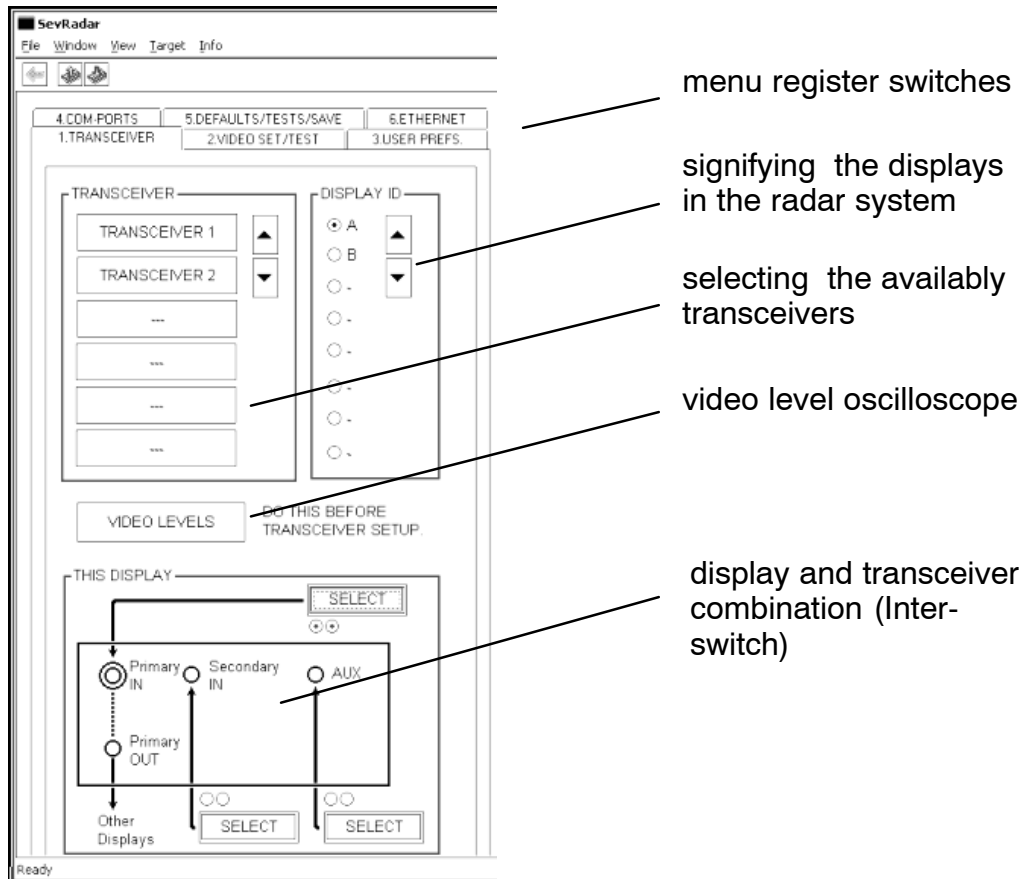 SevRadar
File Window View Target Info
4.COM-PORTS 5.DEFAULTS/TESTS/SAVE 6.ETHERNET
1.TRANSCEIVER 2.VIDEO SET/TEST 3.USER PREFS.
TRANSCEIVER
TRANSCEIVER 1
TRANSCEIVER 2
---
---
---
---
DISPLAY ID
A
B
-
-
-
-
-
-
VIDEO LEVELS
DO THIS BEFORE
TRANSCEIVER SETUP.
THIS DISPLAY
SELECT
Primary
IN
Secondary
IN
AUX
Primary
OUT
Other
Displays
SELECT
SELECT
Ready
menu register switches
signifying the displays
in the radar system
selecting the availably
transceivers
video level oscilloscope
display and transceiver
combination (Inter-
switch)